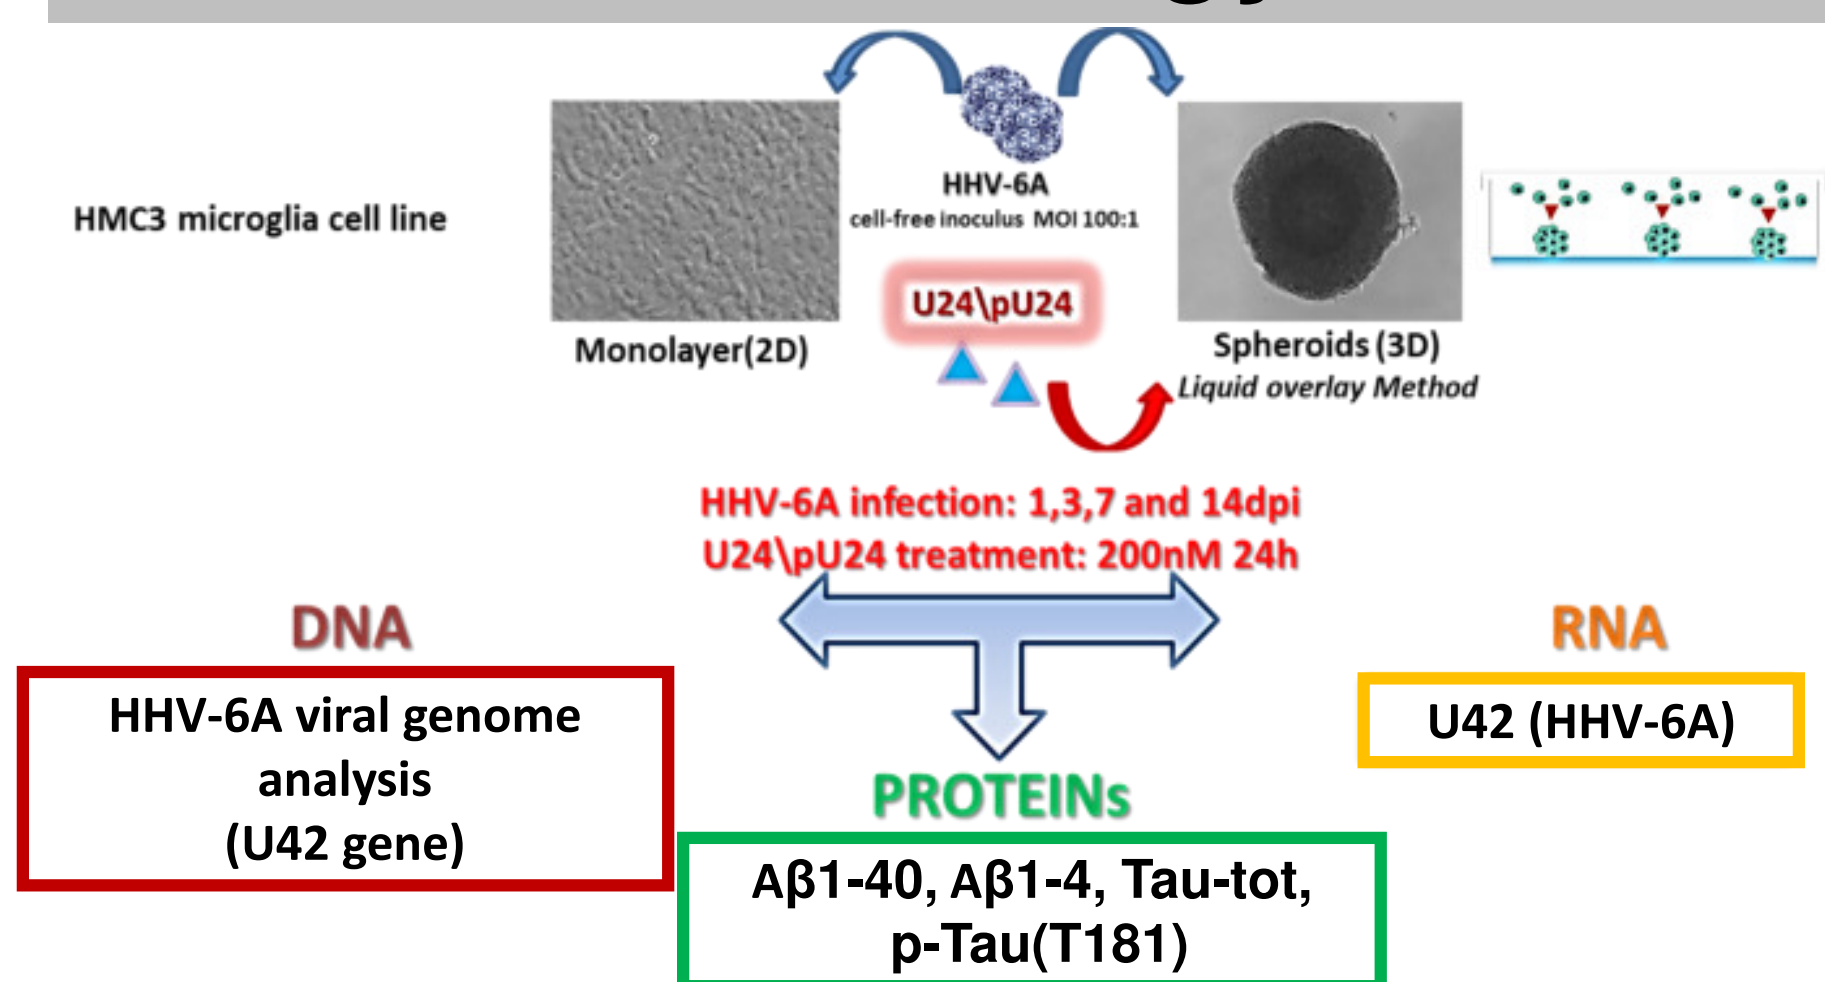 HHV-6A
cell-free inoculus MOI 100:1
HMC3 microglia cell line
U24\pU24
Monolayer(2D)
Spheroids (3D)
Liquid overlay Method
HHV-6A infection: 1,3,7 and 14dpi
U24\pU24 treatment: 200nM 24h
DNA
HHV-6A viral genome
analysis
(U42 gene)
RNA
U42 (HHV-6A)
PROTEINs
Aβ1-40, Aβ1-4, Tau-tot,
p-Tau(T181)